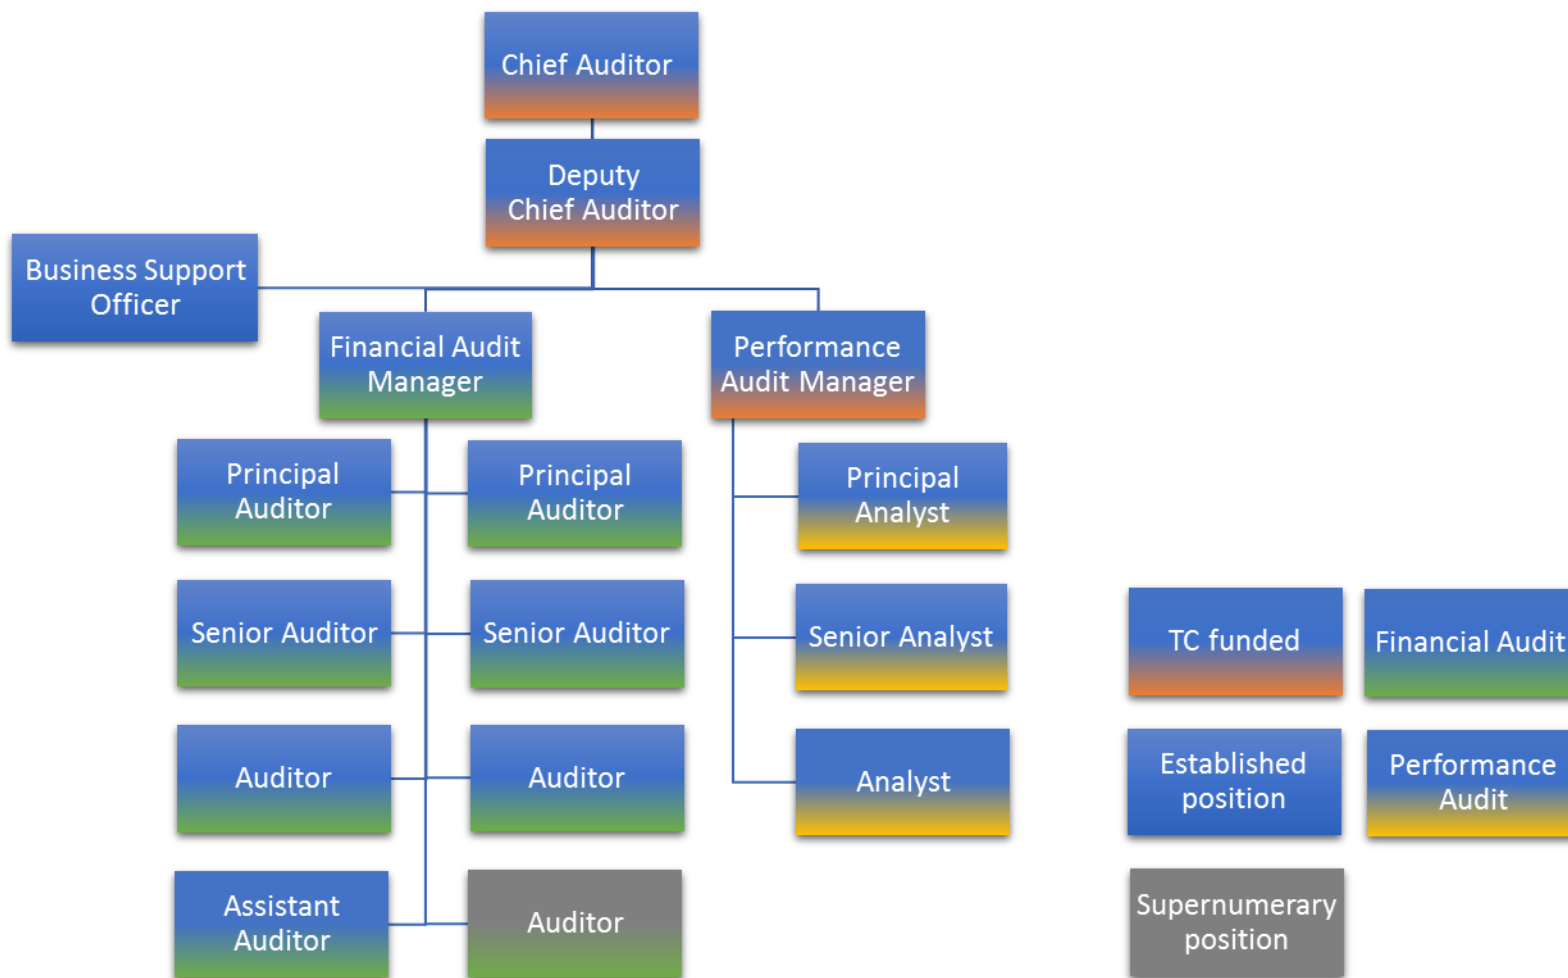 Chief Auditor
Deputy
Chief Auditor
Business Support
Officer
Financial Audit
Manager
Performance
Audit Manager
Principal
Auditor
Principal
Auditor
Principal
Analyst
Senior Auditor
Senior Auditor
Senior Analyst
TC funded
Financial Audit
Auditor
Auditor
Analyst
Established
position
Performance
Audit
Assistant
Auditor
Auditor
Supernumerary
position